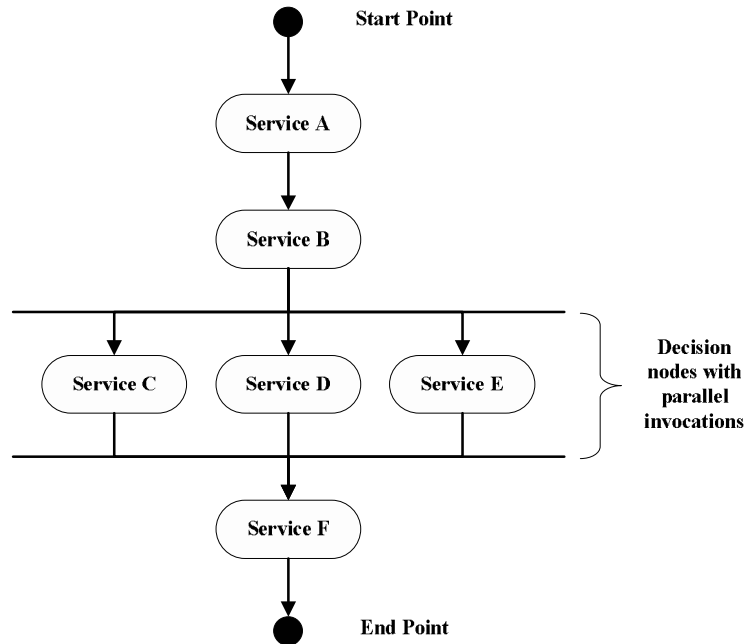 Start Point
Service A
Service B
Service C
Service D
Service E
Decision
nodes with
parallel
invocations
Service F
End Point